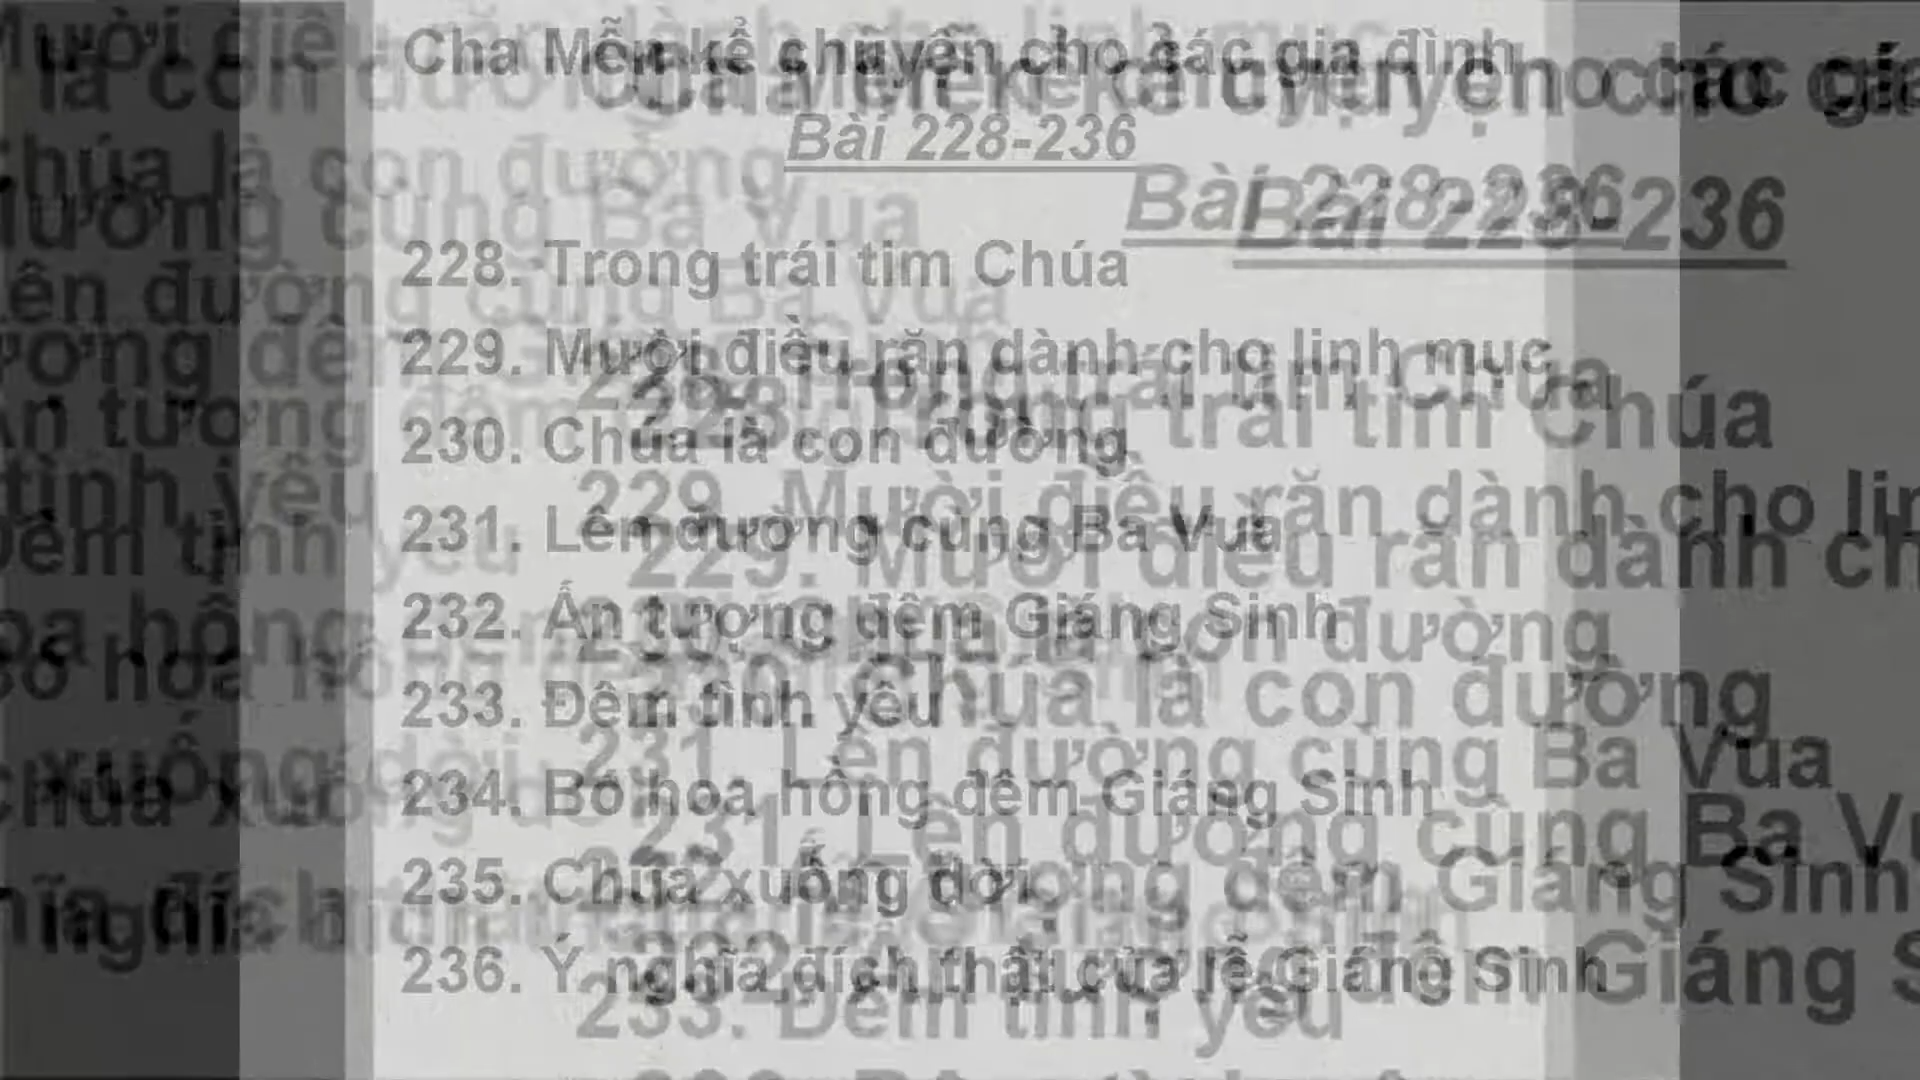 Cha Mễn kể chuyện cho các gia đình
Bài 228-236
228. Trong trái tim Chúa
229. Mười điều răn dành cho linh mục
230. Chúa là con đường
231. Lên đường cùng Ba Vua
232. Ấn tượng đêm Giáng Sinh
233. Đêm tình yêu
234. Bó hoa hồng đêm Giáng Sinh
235. Chúa xuống đời
236. Ý nghĩa đích thật của lễ Giáng Sinh